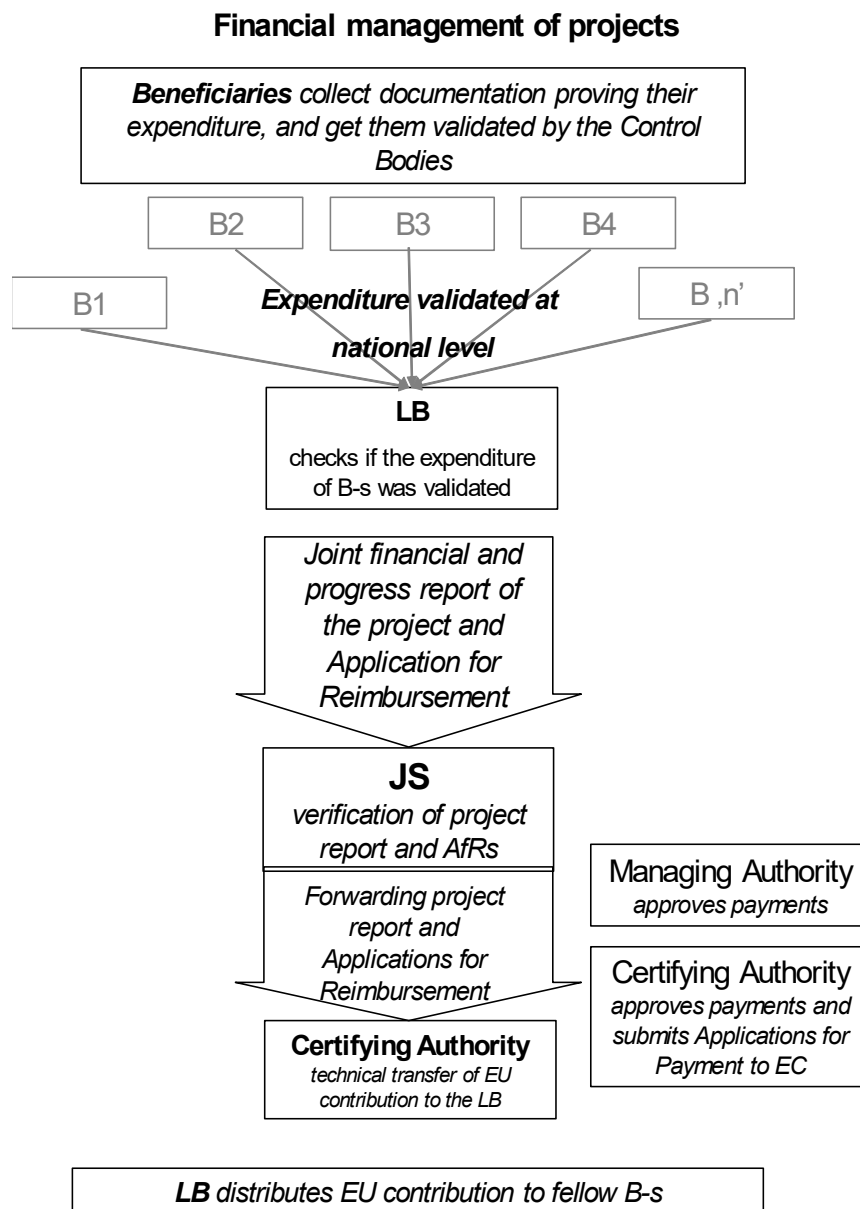 Financial management of projects
Beneficiaries collect documentation proving their
expenditure, and get them validated by the Control
Bodies
B2
B3
B4
B1
B ‚n’
Expenditure validated at
national level
LB
checks if the expenditure
of B-s was validated
Joint financial and
progress report of
the project and
Application for
Reimbursement
JS
verification of project
report and AfRs
Managing Authority
approves payments
Forwarding project
report and
Applications for
Reimbursement
Certifying Authority
approves payments and
submits Applications for
Payment to EC
Certifying Authority
technical transfer of EU
contribution to the LB
LB distributes EU contribution to fellow B-s